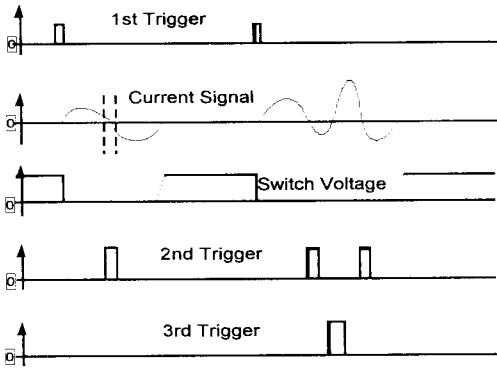 1st Trigger
0
Current Signal
0
Switch Voltage
0
2nd Trigger
0
3rd Trigger
0